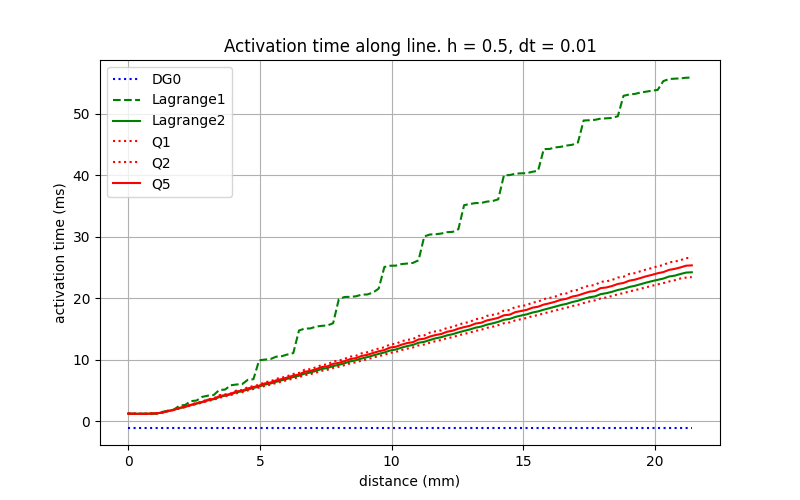 Activation time along line. h = 0.5, dt = 0.01
DG0
Lagrange1
Lagrange2
Q1
Q2
Q5
activation time (ms)
50
40
30
20
10
0
0 5 10 15 20
distance (mm)